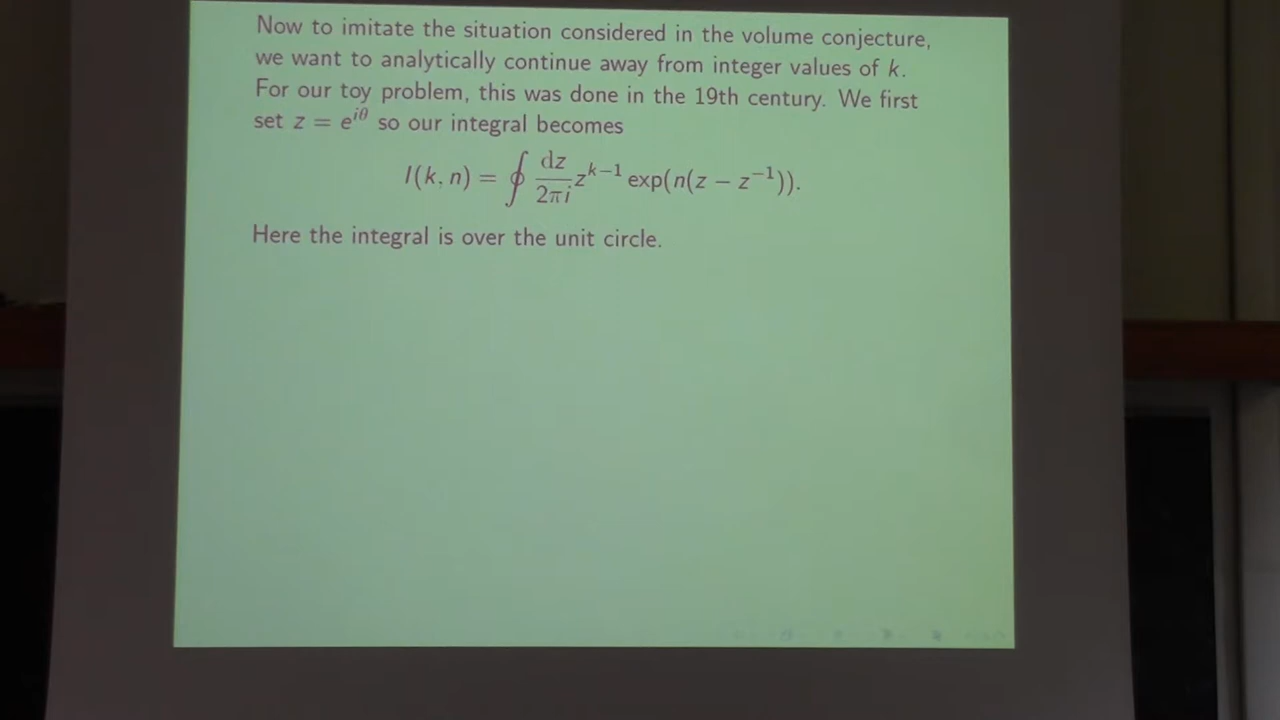 Now to imitate the situation considered in the volume conjecture,
we want to analytically continue away from integer values of k.
For our toy problem, this was done in the 19th century. We first
set z = e^{iθ} so our integral becomes
I(k, n) = ∮ dz/2πi z^{k−1} exp(n(z − z^{−1})).
Here the integral is over the unit circle.